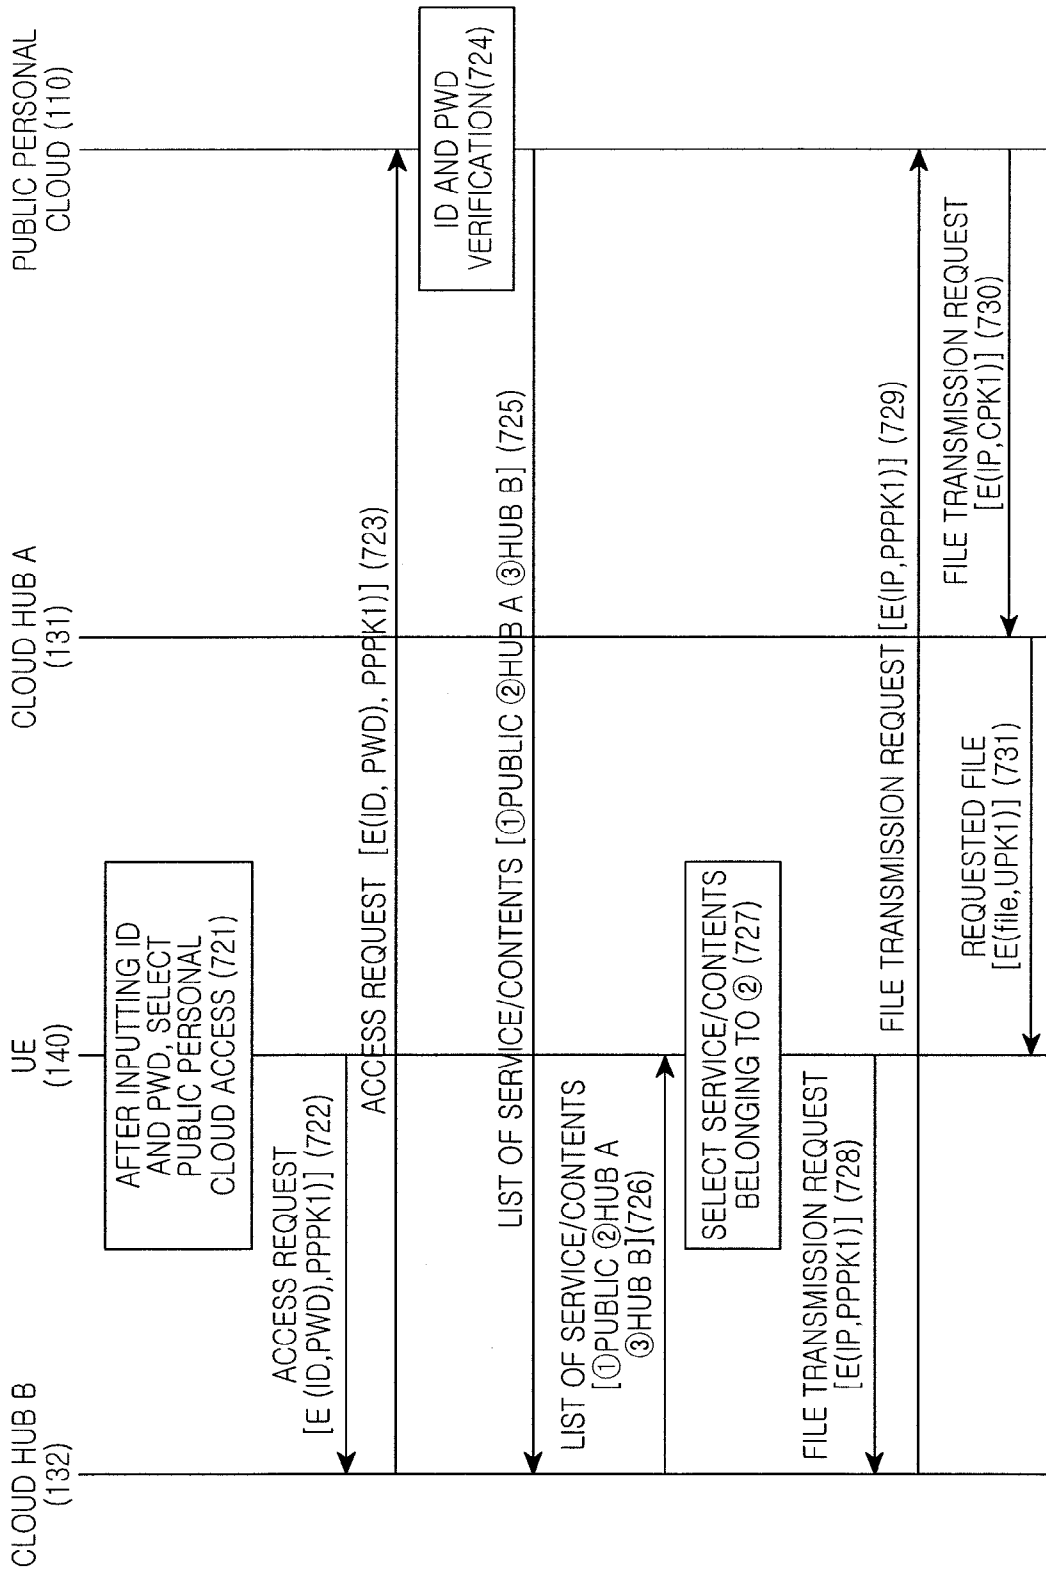 CLOUD HUB B
(132)
UE
(140)
CLOUD HUB A
(131)
PUBLIC PERSONAL
CLOUD (110)
AFTER INPUTTING ID
AND PWD, SELECT
PUBLIC PERSONAL
CLOUD ACCESS (721)
ACCESS REQUEST
[E (ID,PWD),PPPK1)] (722)
ACCESS REQUEST [E(ID, PWD), PPPK1)] (723)
ID AND PWD
VERIFICATION(724)
LIST OF SERVICE/CONTENTS [①PUBLIC ②HUB A ③HUB B] (725)
LIST OF SERVICE/CONTENTS
[①PUBLIC ②HUB A
③HUB B](726)
SELECT SERVICE/CONTENTS
BELONGING TO ② (727)
FILE TRANSMISSION REQUEST
[E(IP,PPPK1)] (728)
FILE TRANSMISSION REQUEST [E(IP,PPPK1)] (729)
FILE TRANSMISSION REQUEST
[E(IP,CPK1)] (730)
REQUESTED FILE
[E(file,UPK1)] (731)